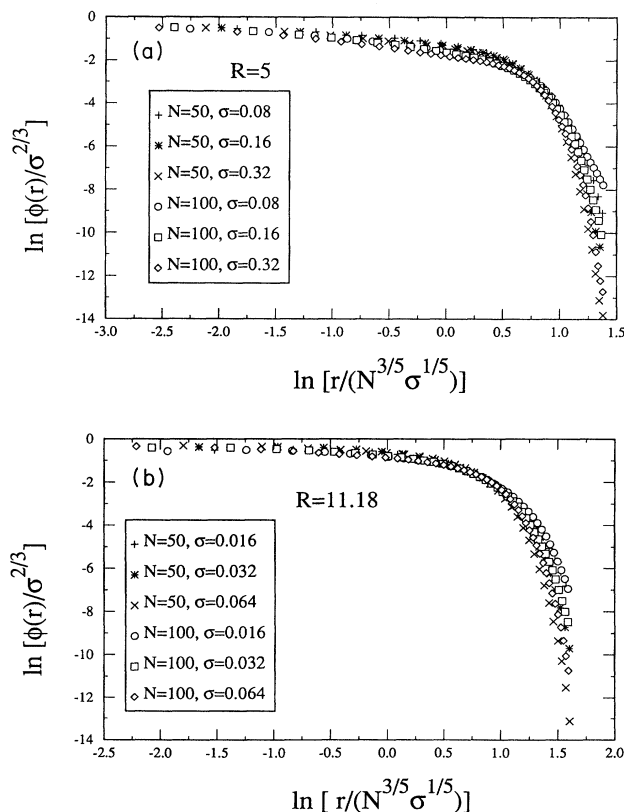 (a)
R=5
ln [ϕ(r)/σ^{2/3}]
0
-2
-4
-6
-8
-10
-12
-14
N=50, σ=0.08
N=50, σ=0.16
N=50, σ=0.32
N=100, σ=0.08
N=100, σ=0.16
N=100, σ=0.32
-3.0 -2.5 -2.0 -1.5 -1.0 -0.5 0.0 0.5 1.0 1.5
ln [r/(N^{3/5}σ^{1/5})]
(b)
R=11.18
ln [ϕ(r)/σ^{2/3}]
0
-2
-4
-6
-8
-10
-12
-14
N=50, σ=0.016
N=50, σ=0.032
N=50, σ=0.064
N=100, σ=0.016
N=100, σ=0.032
N=100, σ=0.064
-2.5 -2.0 -1.5 -1.0 -0.5 0.0 0.5 1.0 1.5 2.0
ln [ r/(N^{3/5}σ^{1/5})]